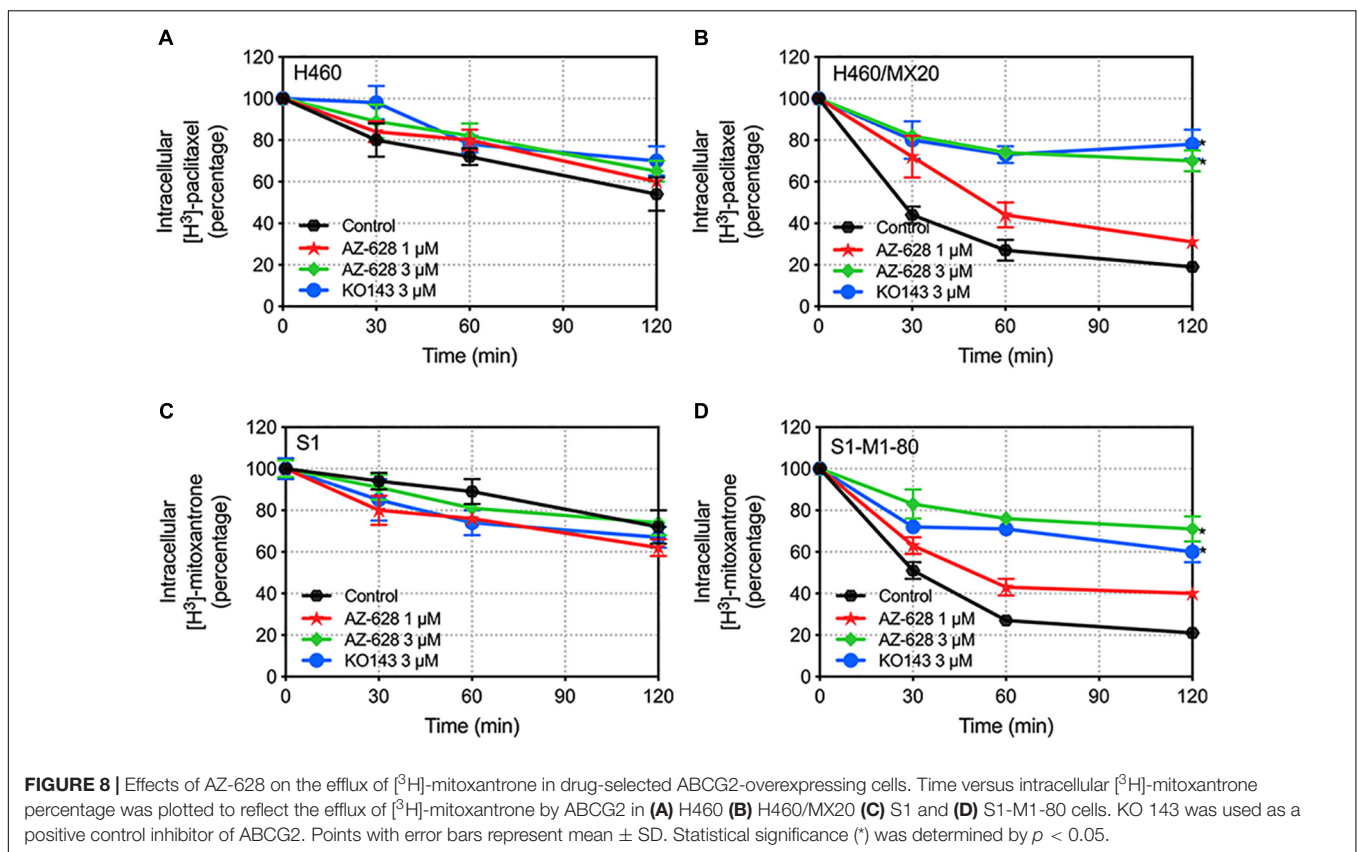 A
Intracellular
[H³]-paclitaxel
(percentage)
120
100
80
60
40
20
0
H460
Control
AZ-628 1 µM
AZ-628 3 µM
KO143 3 µM
0 30 60 90 120
Time (min)
B
Intracellular
[H³]-paclitaxel
(percentage)
120
100
80
60
40
20
0
H460/MX20
*
*
Control
AZ-628 1 µM
AZ-628 3 µM
KO143 3 µM
0 30 60 90 120
Time (min)
C
Intracellular
[H³]-mitoxantrone
(percentage)
120
100
80
60
40
20
0
S1
Control
AZ-628 1 µM
AZ-628 3 µM
KO143 3 µM
0 30 60 90 120
Time (min)
D
Intracellular
[H³]-mitoxantrone
(percentage)
120
100
80
60
40
20
0
S1-M1-80
*
*
Control
AZ-628 1 µM
AZ-628 3 µM
KO143 3 µM
0 30 60 90 120
Time (min)
FIGURE 8 | Effects of AZ-628 on the efflux of [³H]-mitoxantrone in drug-selected ABCG2-overexpressing cells. Time versus intracellular [³H]-mitoxantrone
percentage was plotted to reflect the efflux of [³H]-mitoxantrone by ABCG2 in (A) H460 (B) H460/MX20 (C) S1 and (D) S1-M1-80 cells. KO 143 was used as a
positive control inhibitor of ABCG2. Points with error bars represent mean ± SD. Statistical significance (*) was determined by p < 0.05.